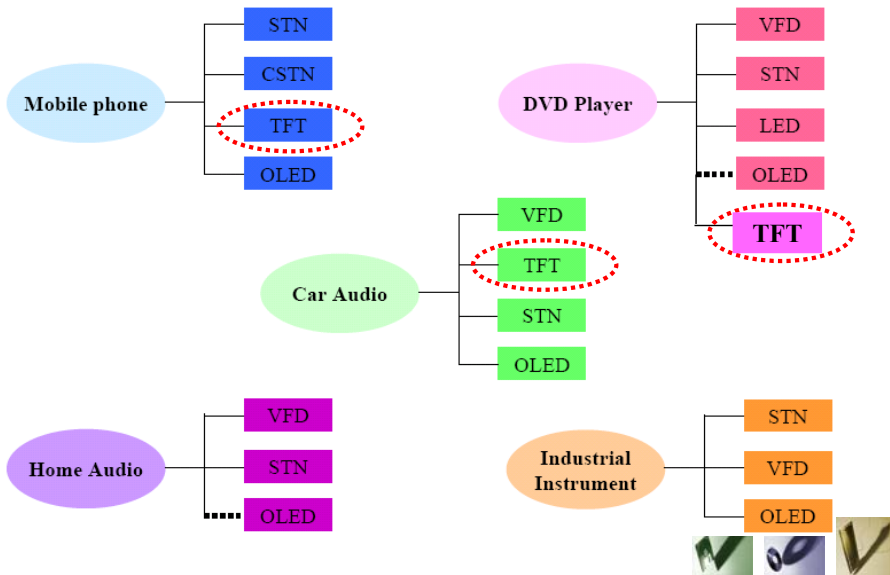 Mobile phone
STN
CSTN
TFT
OLED
DVD Player
VFD
STN
LED
OLED
TFT
Car Audio
VFD
TFT
STN
OLED
Home Audio
VFD
STN
OLED
Industrial
Instrument
STN
VFD
OLED